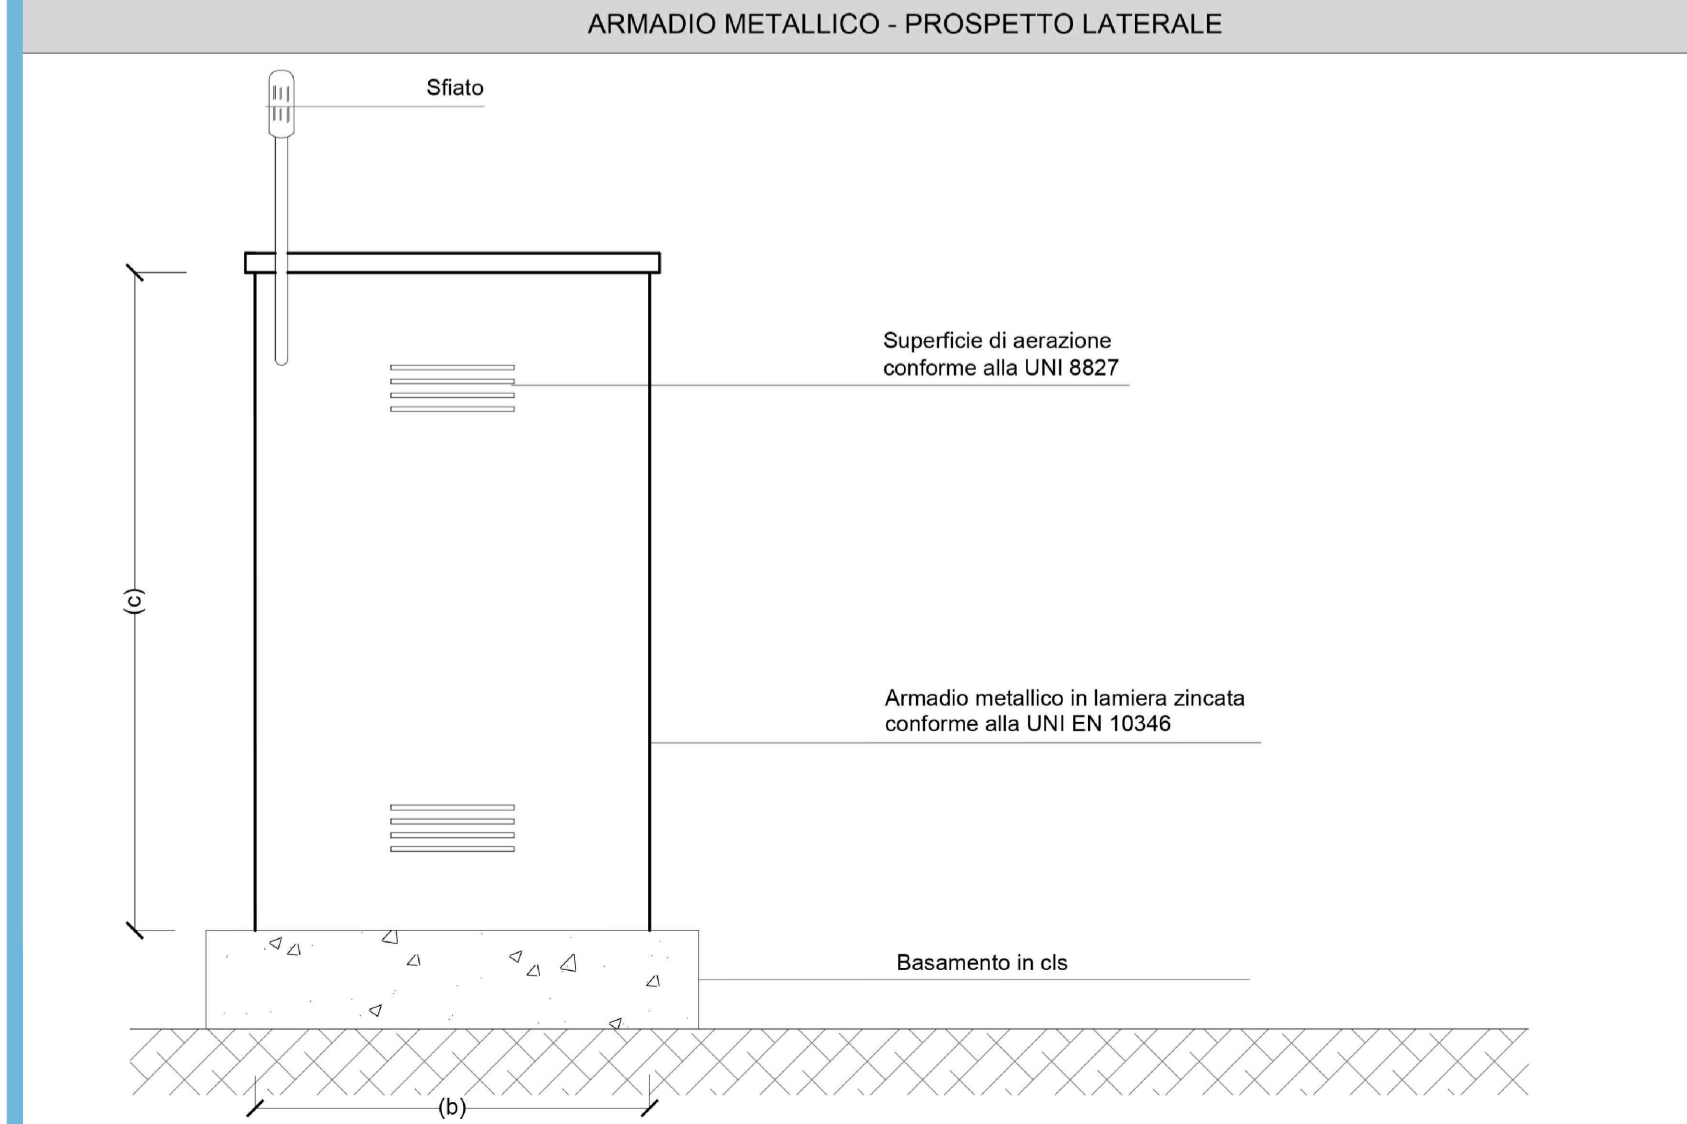 ARMADIO METALLICO - PROSPETTO LATERALE
Sfiato
Superficie di aerazione
conforme alla UNI 8827
(c)
Armadio metallico in lamiera zincata
conforme alla UNI EN 10346
Basamento in cls
(b)